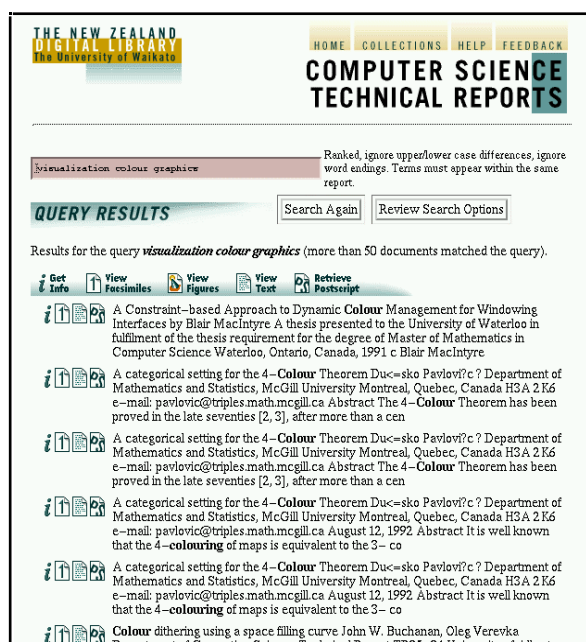 THE NEW ZEALAND
DIGITAL LIBRARY
The University of Waikato
HOME COLLECTIONS HELP FEEDBACK
COMPUTER SCIENCE
TECHNICAL REPORTS
visualization colour graphics
Ranked, ignore upper/lower case differences, ignore
word endings. Terms must appear within the same
report.
QUERY RESULTS
Search Again
Review Search Options
Results for the query visualization colour graphics (more than 50 documents matched the query).
i Get Info View Facsimiles View Figures View Text Retrieve Postscript
A Constraint-based Approach to Dynamic Colour Management for Windowing
Interfaces by Blair MacIntyre A thesis presented to the University of Waterloo in
fulfilment of the thesis requirement for the degree of Master of Mathematics in
Computer Science Waterloo, Ontario, Canada, 1991 c Blair MacIntyre
A categorical setting for the 4-Colour Theorem Du<=sko Pavlovi?c ? Department of
Mathematics and Statistics, McGill University Montreal, Quebec, Canada H3A 2K6
e-mail: pavlovic@triples.math.mcgill.ca Abstract The 4-Colour Theorem has been
proved in the late seventies [2, 3], after more than a cen
A categorical setting for the 4-Colour Theorem Du<=sko Pavlovi?c ? Department of
Mathematics and Statistics, McGill University Montreal, Quebec, Canada H3A 2K6
e-mail: pavlovic@triples.math.mcgill.ca Abstract The 4-Colour Theorem has been
proved in the late seventies [2, 3], after more than a cen
A categorical setting for the 4-Colour Theorem Du<=sko Pavlovi?c ? Department of
Mathematics and Statistics, McGill University Montreal, Quebec, Canada H3A 2K6
e-mail: pavlovic@triples.math.mcgill.ca August 12, 1992 Abstract It is well known
that the 4-colouring of maps is equivalent to the 3- co
A categorical setting for the 4-Colour Theorem Du<=sko Pavlovi?c ? Department of
Mathematics and Statistics, McGill University Montreal, Quebec, Canada H3A 2K6
e-mail: pavlovic@triples.math.mcgill.ca August 12, 1992 Abstract It is well known
that the 4-colouring of maps is equivalent to the 3- co
Colour dithering using a space filling curve John W. Buchanan, Oleg Verevka